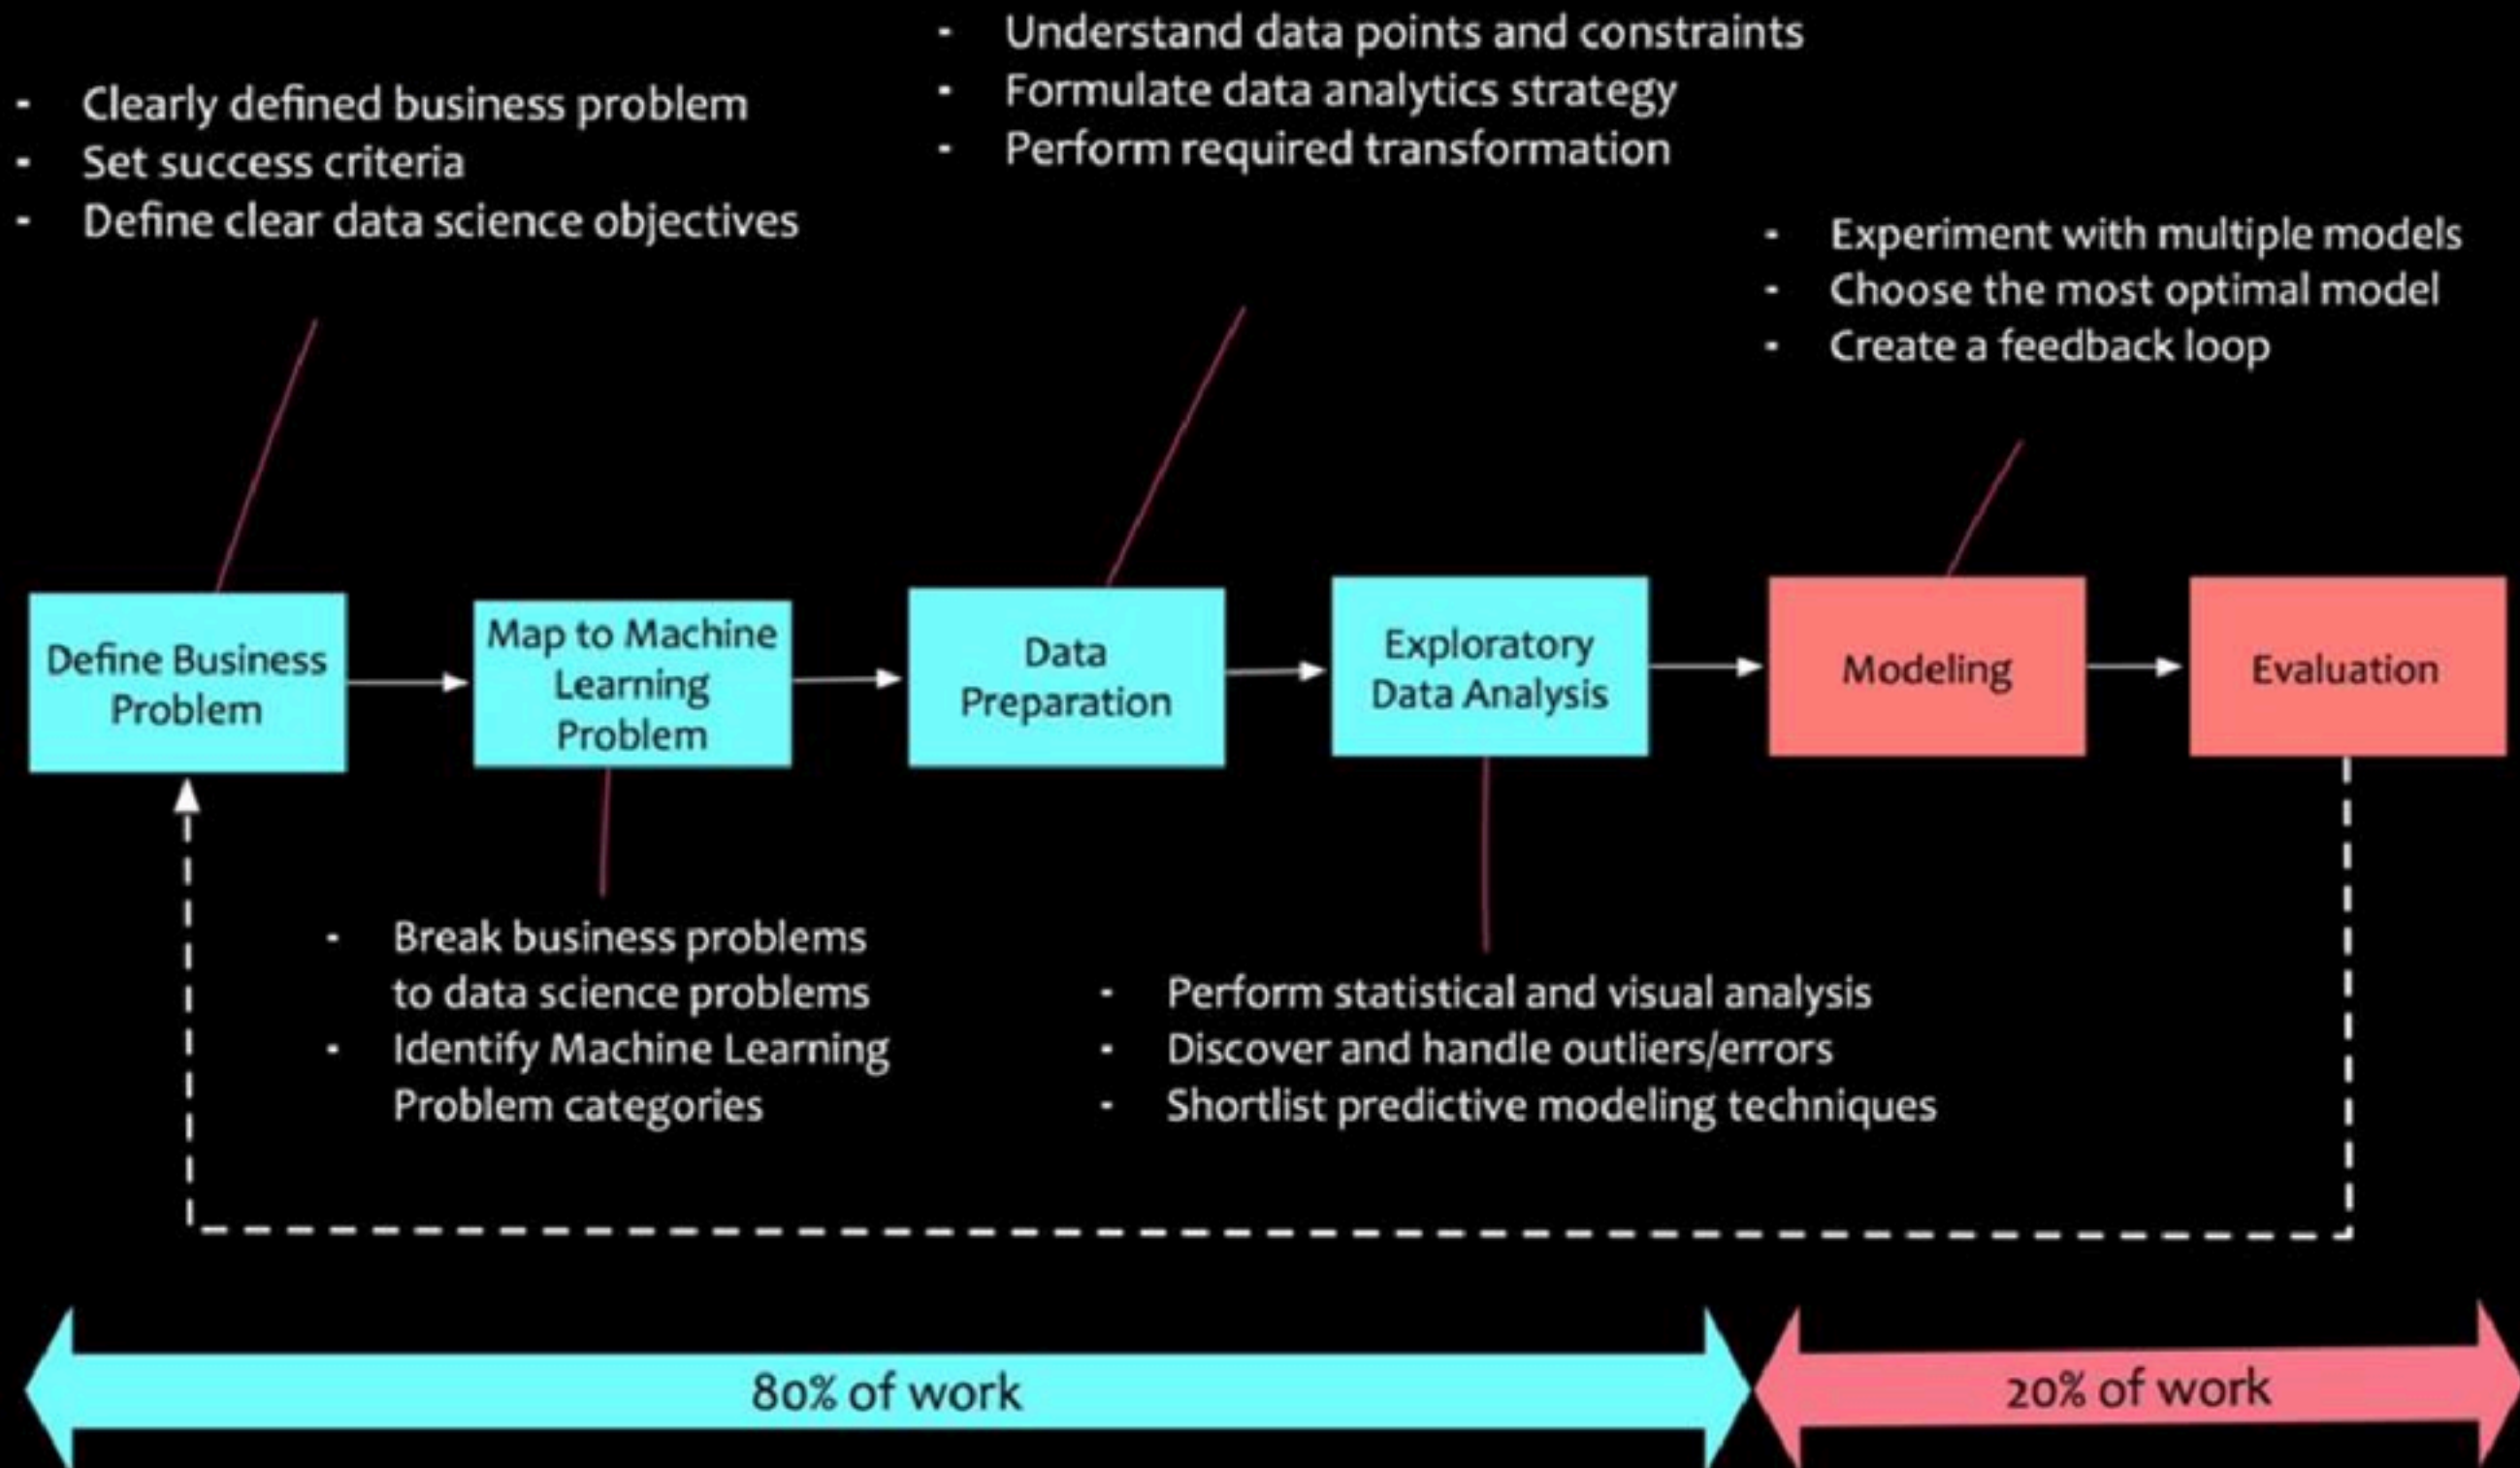 - Understand data points and constraints
- Formulate data analytics strategy
- Perform required transformation
- Clearly defined business problem
- Set success criteria
- Define clear data science objectives
- Experiment with multiple models
- Choose the most optimal model
- Create a feedback loop
Define Business
Problem
Map to Machine
Learning
Problem
Data
Preparation
Exploratory
Data Analysis
Modeling
Evaluation
- Break business problems
to data science problems
- Identify Machine Learning
Problem categories
- Perform statistical and visual analysis
- Discover and handle outliers/errors
- Shortlist predictive modeling techniques
80% of work
20% of work